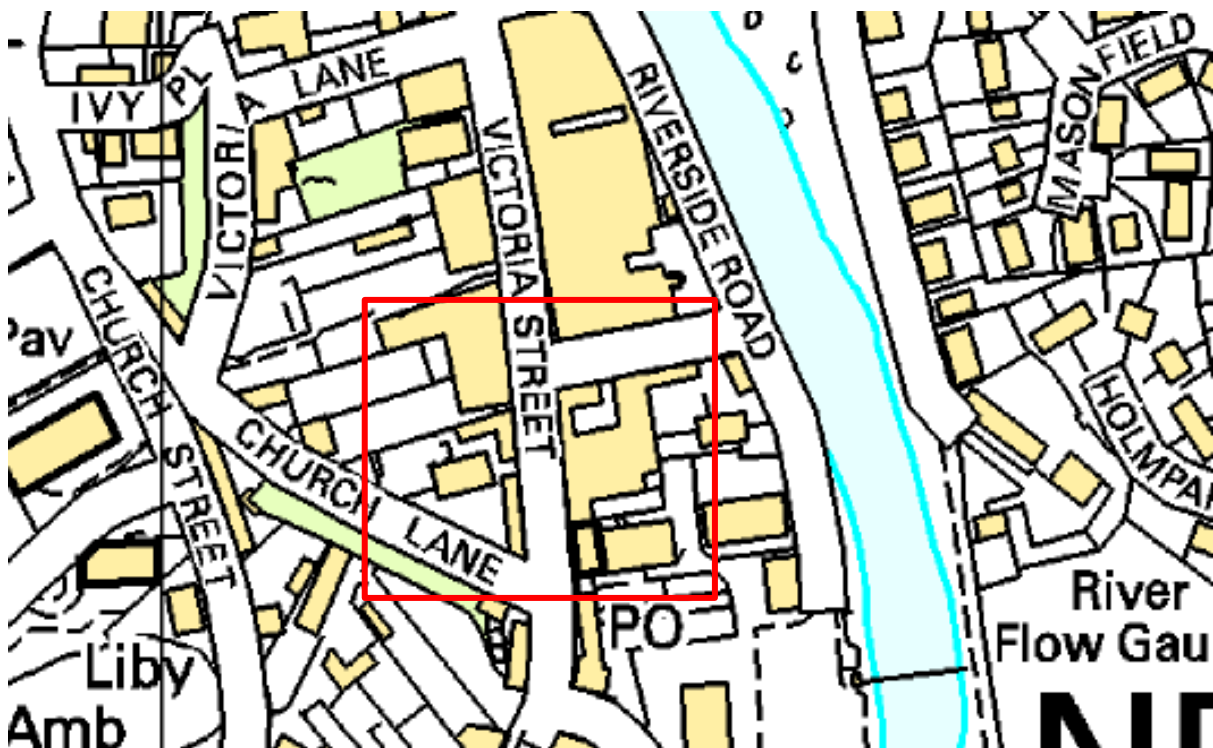 FIELD
LANE
IVY PL
VICTORIA
MASON
RIVERSIDE ROAD
VICTORIA STREET
CHURCH STREET
Pav
HOLMPA
CHURCH LANE
River
Flow Gau
PO
Liby
Amb